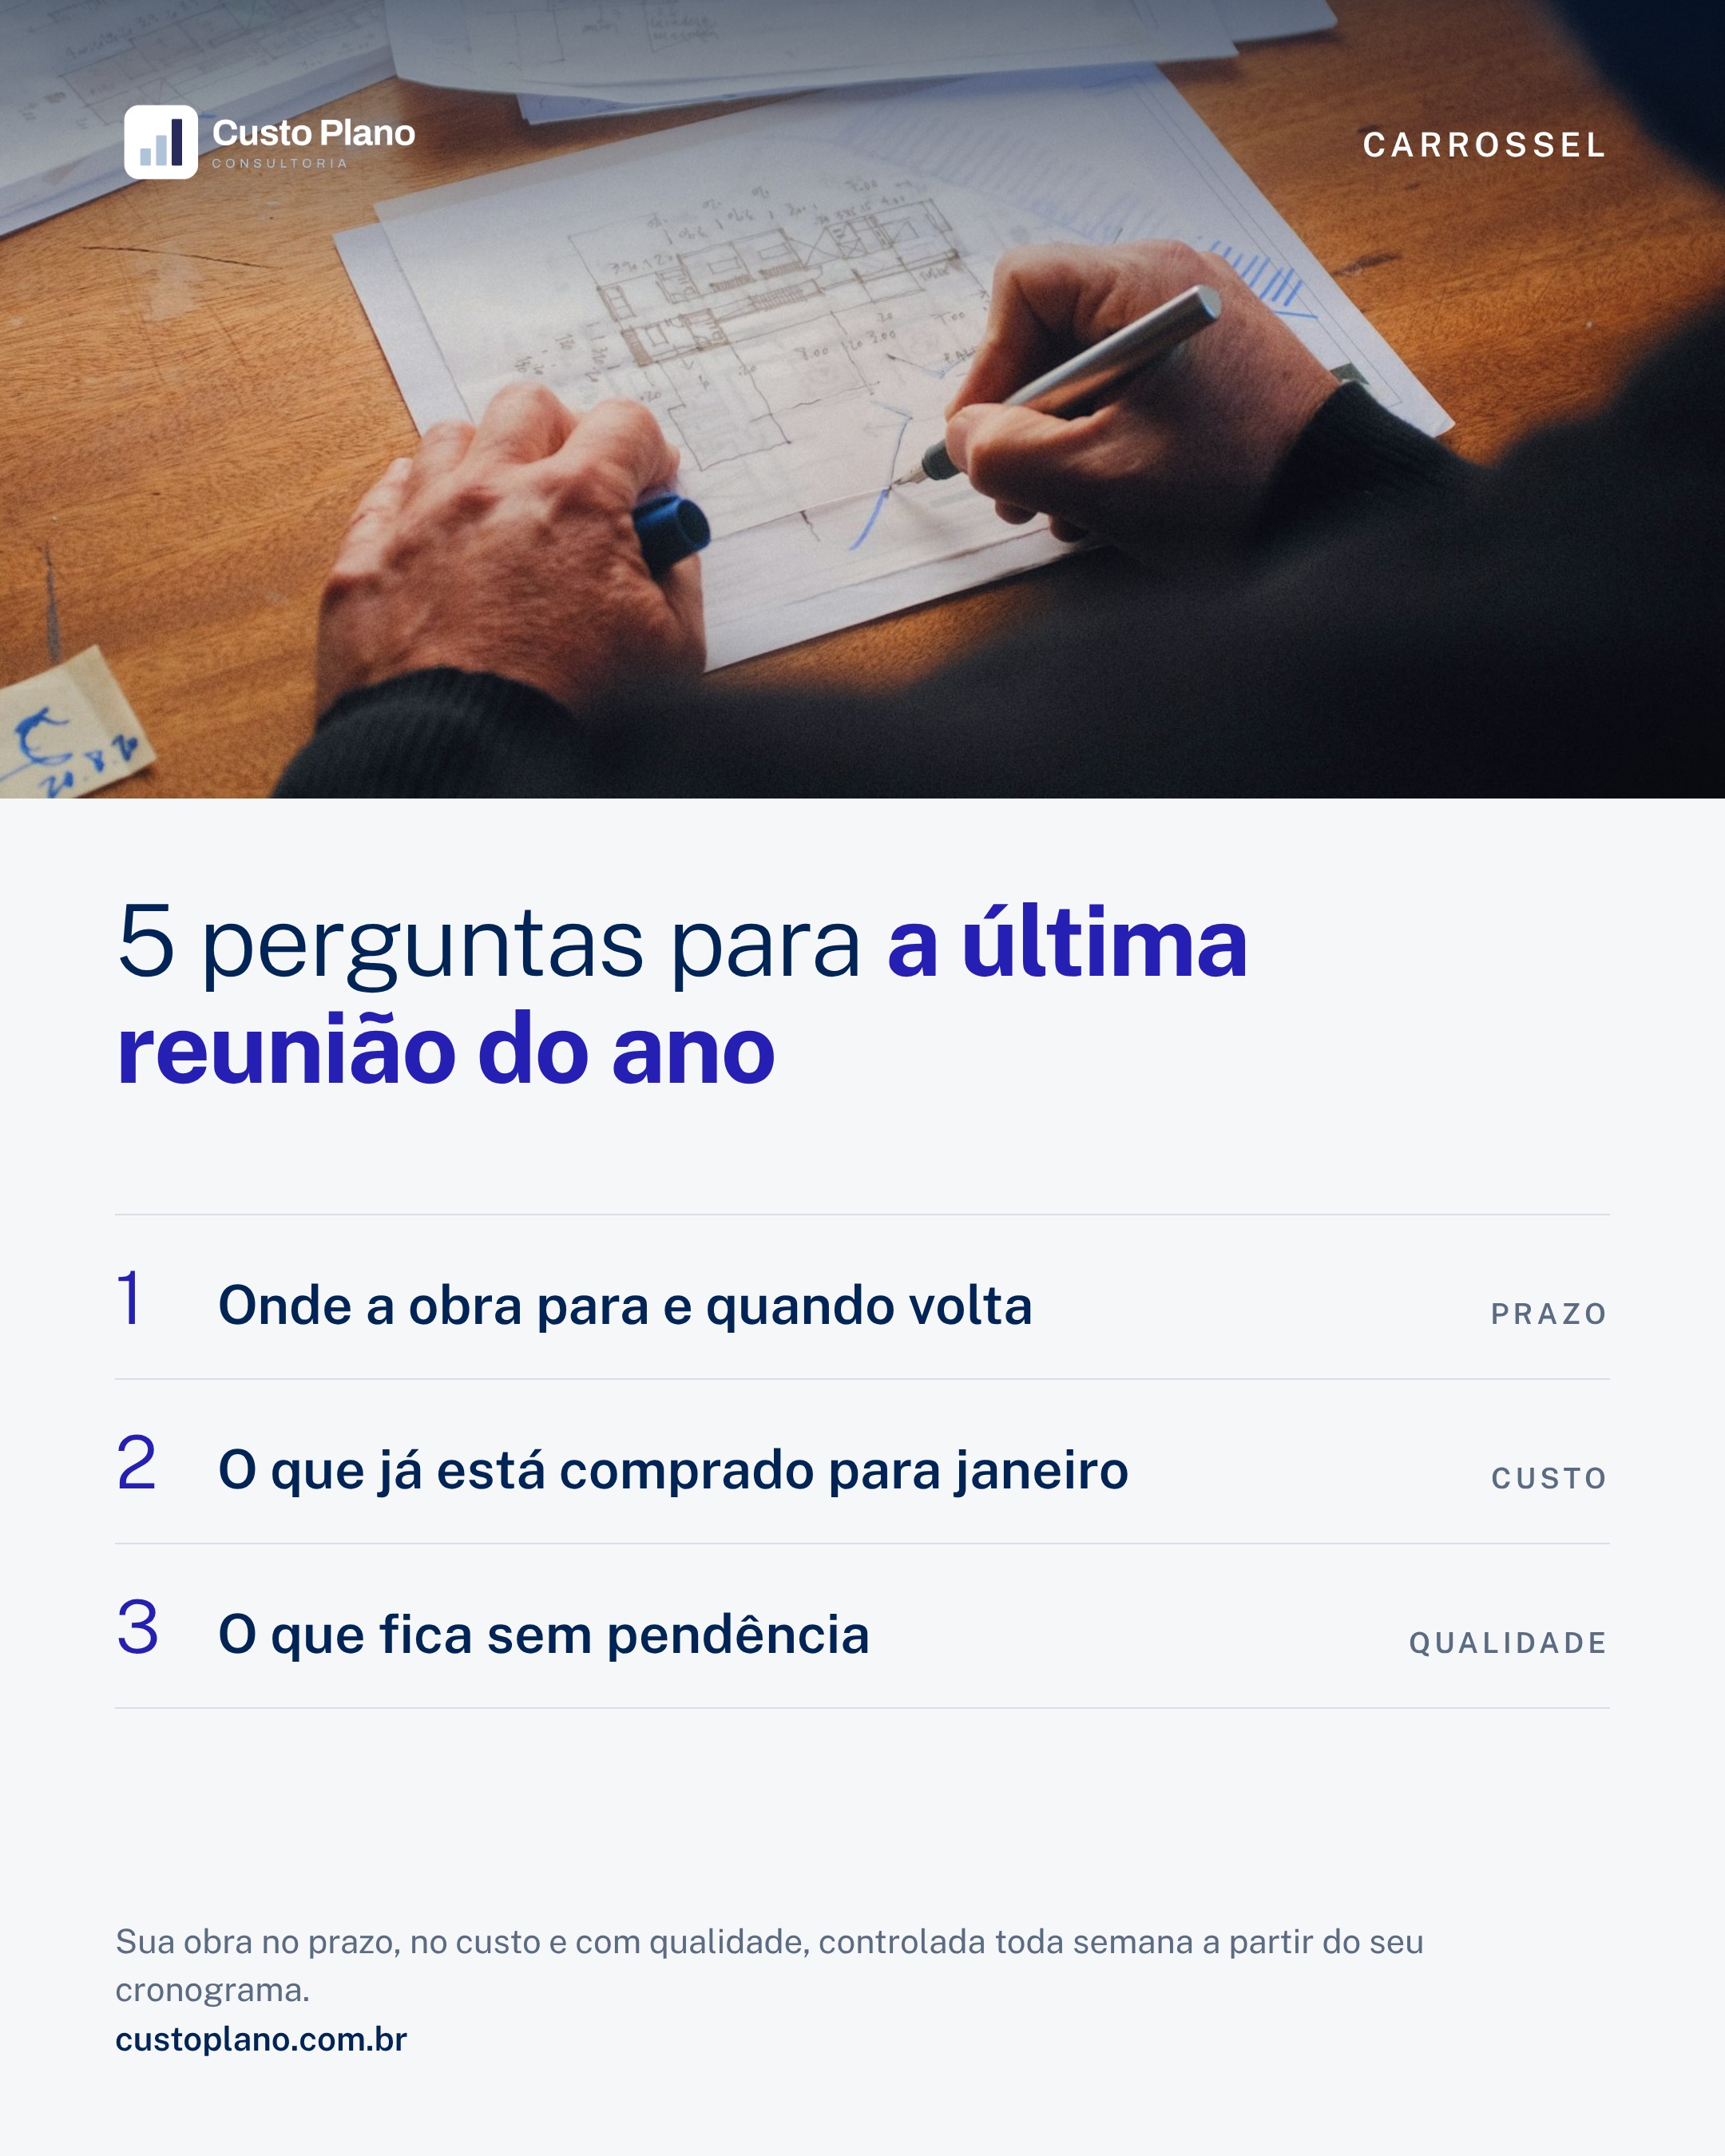 Custo Plano
CONSULTORIA
CARROSSEL
5 perguntas para a última
reunião do ano
1 Onde a obra para e quando volta PRAZO
2 O que já está comprado para janeiro CUSTO
3 O que fica sem pendência QUALIDADE
Sua obra no prazo, no custo e com qualidade, controlada toda semana a partir do seu
cronograma.
custoplano.com.br